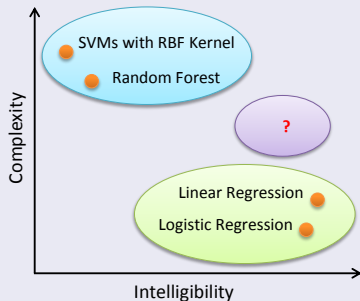 SVMs with RBF Kernel
Random Forest
?
Linear Regression
Logistic Regression
Complexity
Intelligibility